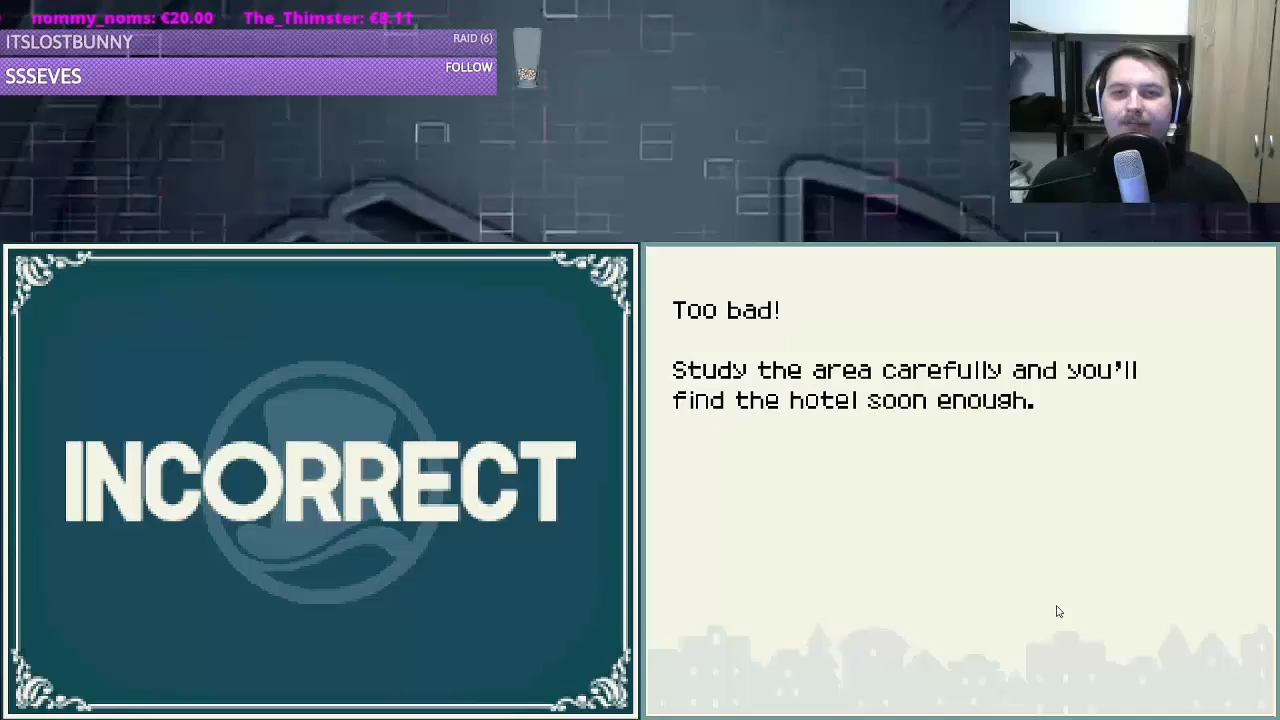 nommy_noms: €20.00 The_Thimster: €8.11
ITSLOSTBUNNY RAID (6)
SSSEVES FOLLOW
INCORRECT
Too bad!
Study the area carefully and you'll
find the hotel soon enough.